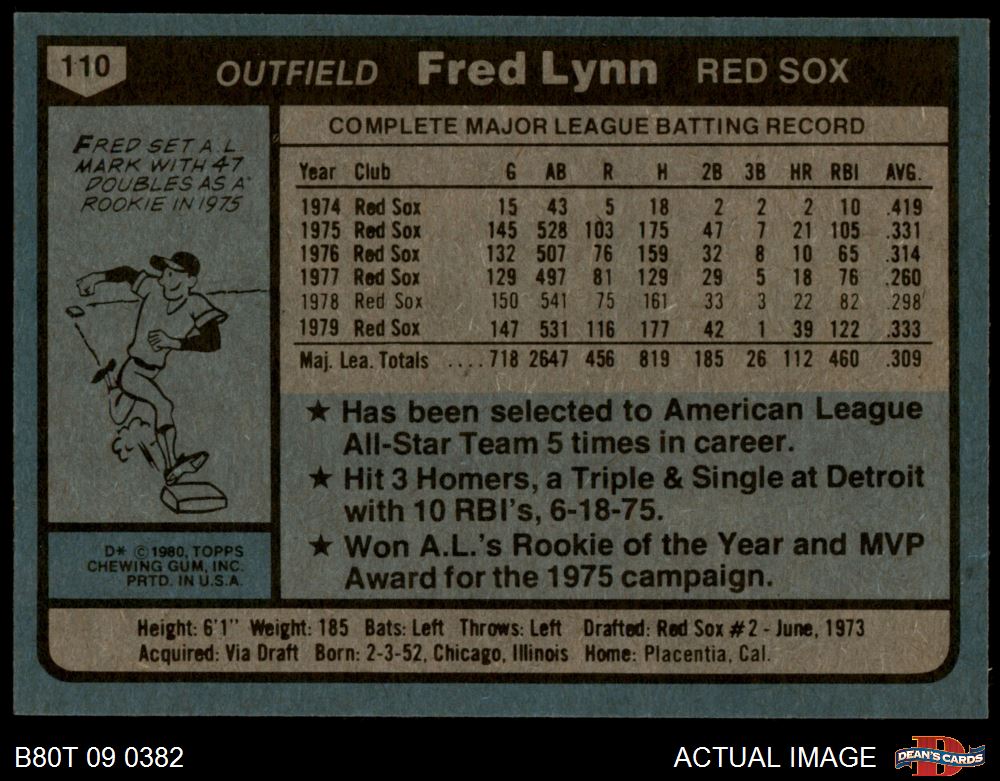 110
OUTFIELD Fred Lynn RED SOX
FRED SET A.L.
MARK WITH 47
DOUBLES AS A
ROOKIE IN 1975
COMPLETE MAJOR LEAGUE BATTING RECORD
Year Club G AB R H 2B 3B HR RBI AVG.
1974 Red Sox 15 43 5 18 2 2 2 10 .419
1975 Red Sox 145 528 103 175 47 7 21 105 .331
1976 Red Sox 132 507 76 159 32 8 10 65 .314
1977 Red Sox 129 497 81 129 29 5 18 76 .260
1978 Red Sox 150 541 75 161 33 3 22 82 .298
1979 Red Sox 147 531 116 177 42 1 39 122 .333
Maj. Lea. Totals ....718 2647 456 819 185 26 112 460 .309
★ Has been selected to American League
All-Star Team 5 times in career.
★ Hit 3 Homers, a Triple & Single at Detroit
with 10 RBI's, 6-18-75.
★ Won A.L.'s Rookie of the Year and MVP
Award for the 1975 campaign.
D* © 1980, TOPPS
CHEWING GUM, INC.
PRTD. IN U.S.A.
Height: 6'1" Weight: 185 Bats: Left Throws: Left Drafted: Red Sox #2 - June, 1973
Acquired: Via Draft Born: 2-3-52, Chicago, Illinois Home: Placentia, Cal.
B80T 09 0382 ACTUAL IMAGE
D
DEAN'S CARDS